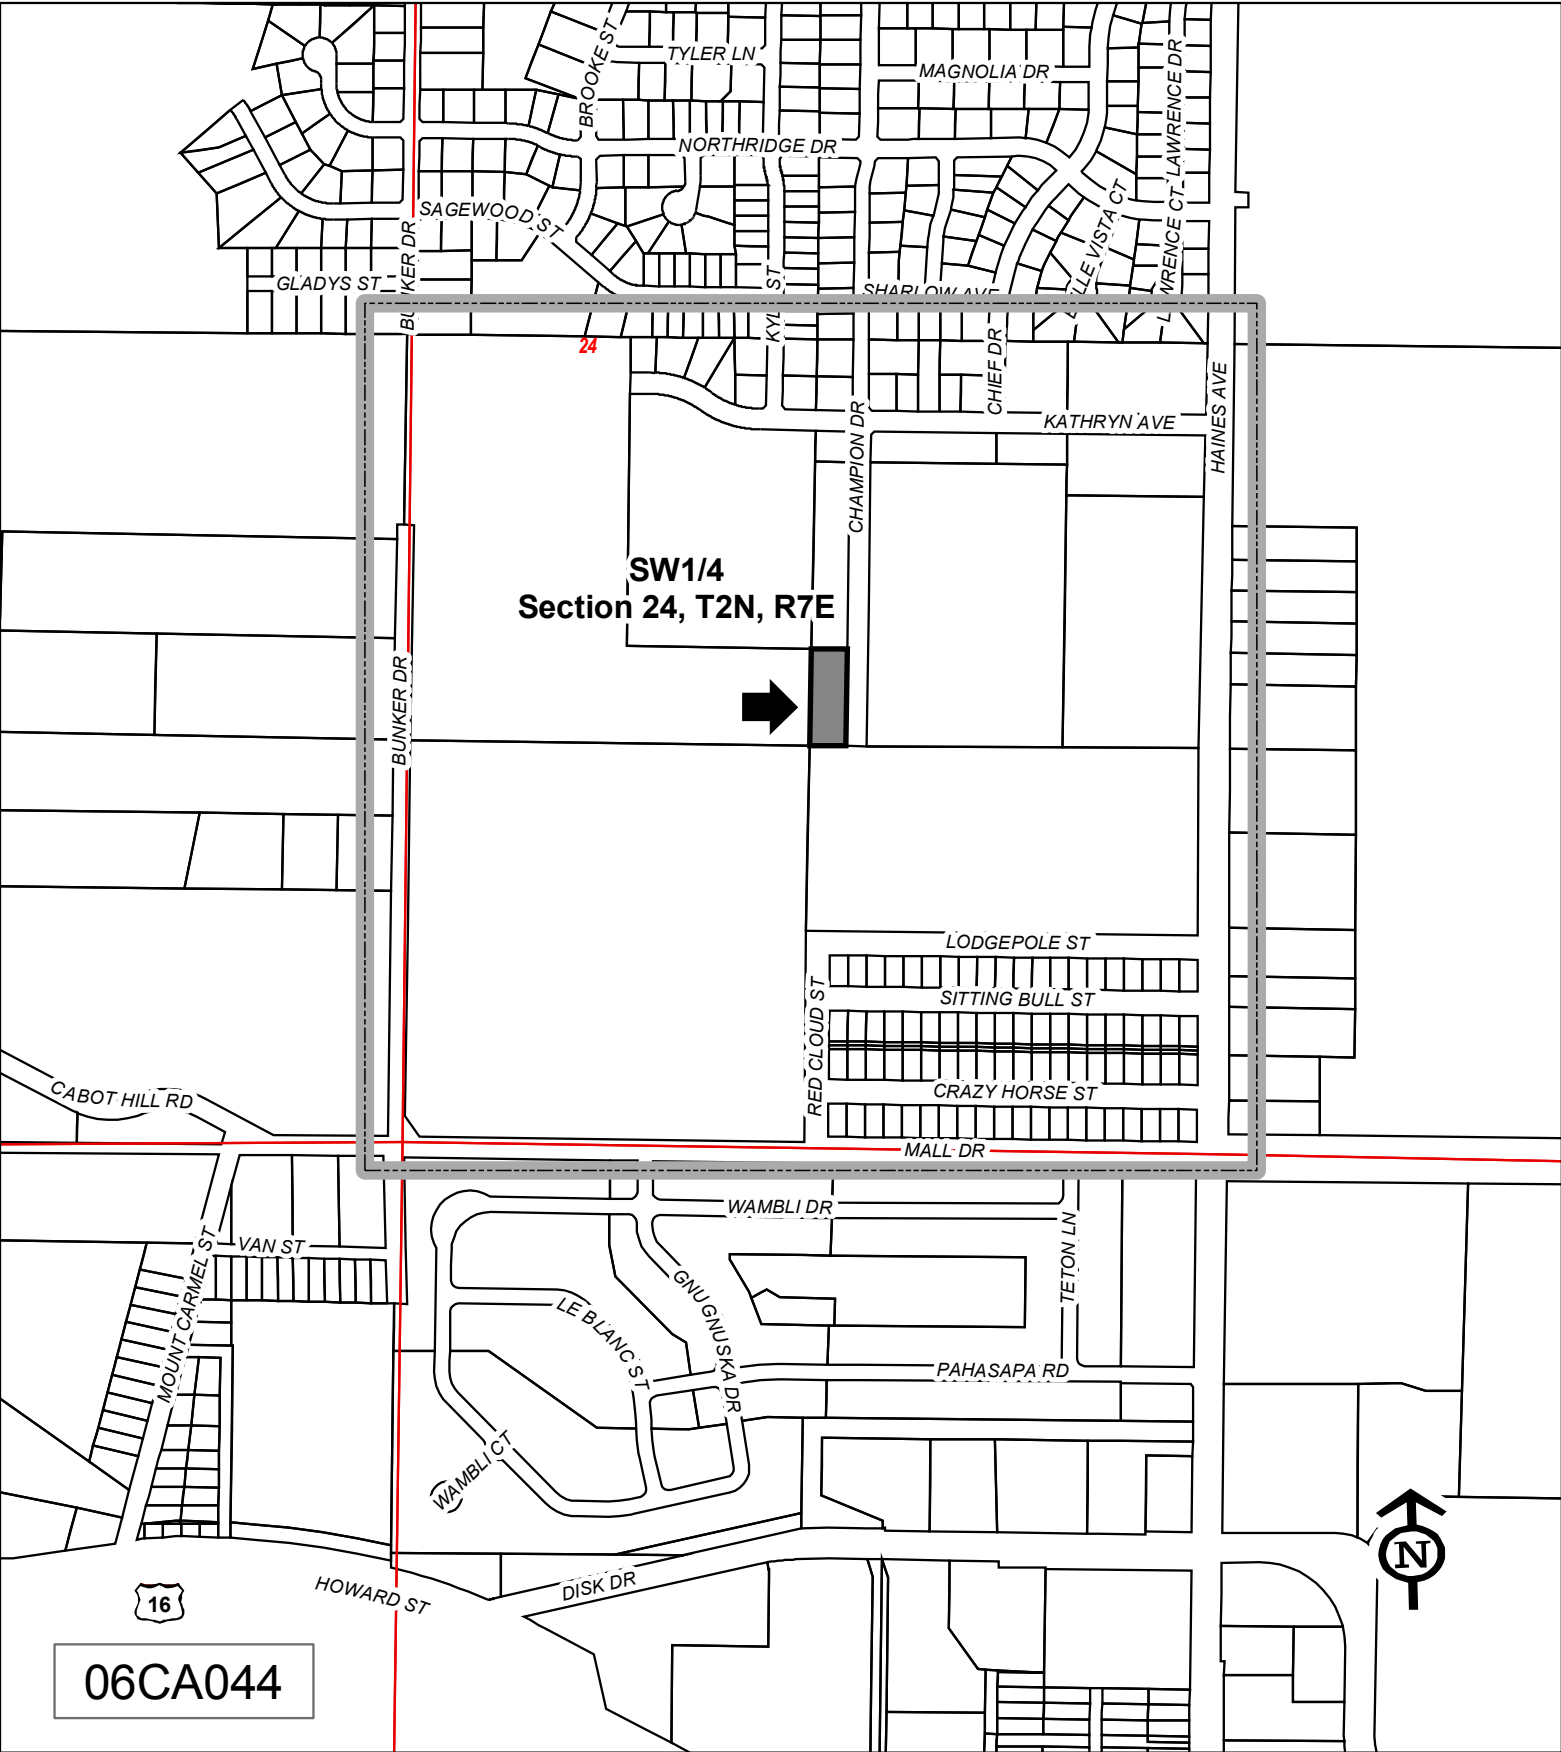 TYLER LN
BROOKE ST
MAGNOLIA DR
LAWRENCE DR
NORTHRIDGE DR
SAGEWOOD ST
BUNKER DR
GLADYS ST
KYL ST
SHARLOW AVE
ELLE VISTA CT
LAWRENCE CT
24
CHIEF DR
HAINES AVE
CHAMPION DR
KATHRYN AVE
SW1/4
Section 24, T2N, R7E
BUNKER DR
LODGEPOLE ST
SITTING BULL ST
RED CLOUD ST
CRAZY HORSE ST
CABOT HILL RD
MALL DR
WAMBLI DR
TETON LN
VAN ST
MOUNT CARMEL ST
GNUGNUSKA DR
LE BLANC ST
PAHASAPA RD
WAMBLI CT
N
HOWARD ST
DISK DR
16
06CA044